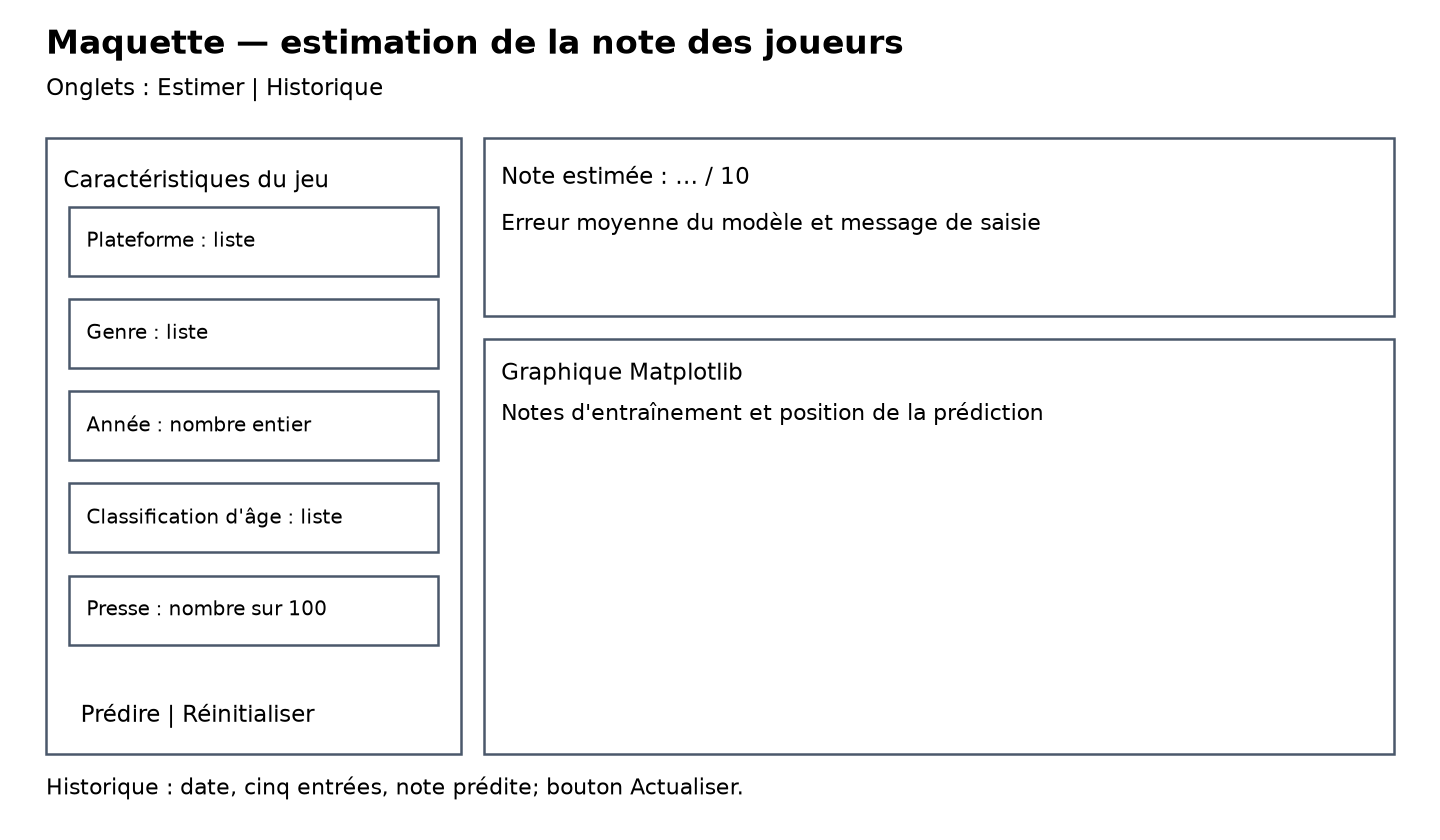 Maquette — estimation de la note des joueurs
Onglets : Estimer | Historique
Caractéristiques du jeu
Plateforme : liste
Genre : liste
Année : nombre entier
Classification d'âge : liste
Presse : nombre sur 100
Prédire | Réinitialiser
Note estimée : ... / 10
Erreur moyenne du modèle et message de saisie
Graphique Matplotlib
Notes d'entraînement et position de la prédiction
Historique : date, cinq entrées, note prédite; bouton Actualiser.